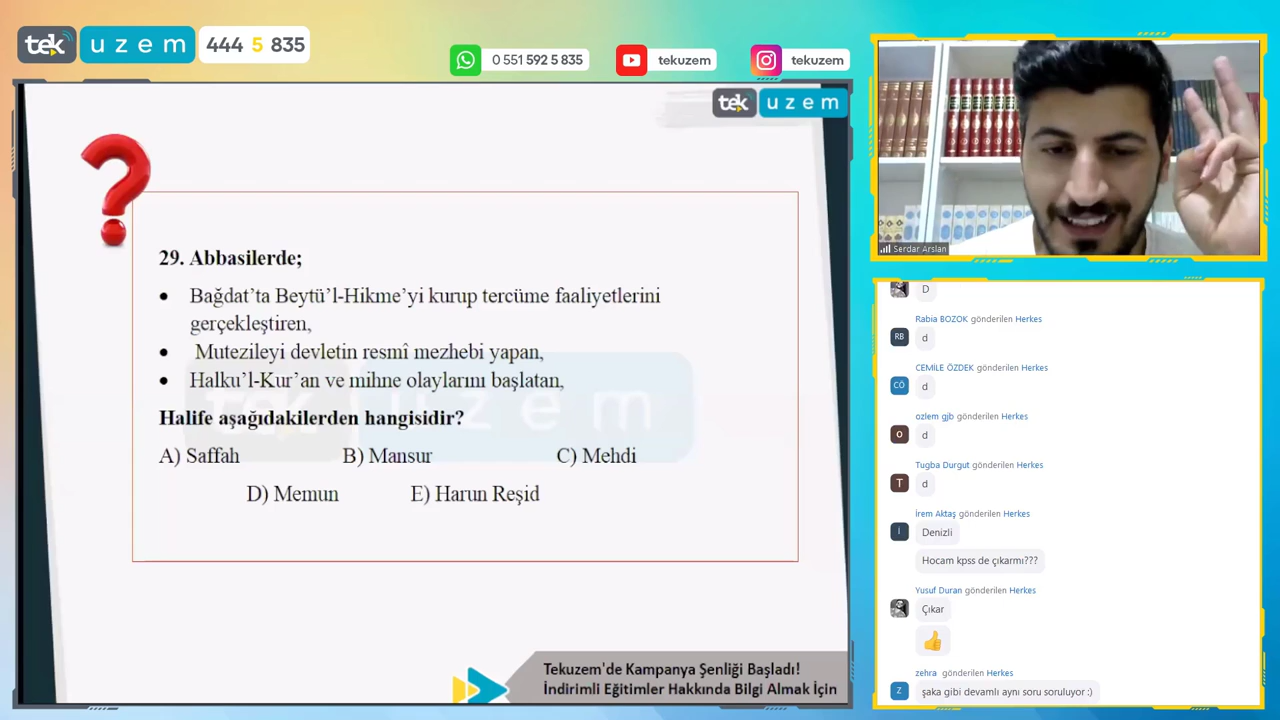 tek uzem 444 5 835
0 551 592 5 835
tekuzem
tekuzem
tek uzem
29. Abbasilerde;
• Bağdat’ta Beytü’l-Hikme’yi kurup tercüme faaliyetlerini
gerçekleştiren,
• Mutezileyi devletin resmî mezhebi yapan,
• Halku’l-Kur’an ve mihne olaylarını başlatan,
Halife aşağıdakilerden hangisidir?
A) Saffah B) Mansur C) Mehdi
D) Memun E) Harun Reşid
tek uzem
Tekuzem'de Kampanya Şenliği Başladı!
İndirimli Eğitimler Hakkında Bilgi Almak İçin
Serdar Arslan
D
Rabia BOZOK gönderilen Herkes
RB d
CEMİLE ÖZDEK gönderilen Herkes
CÖ d
ozlem gjb gönderilen Herkes
O d
Tugba Durgut gönderilen Herkes
T d
İrem Aktaş gönderilen Herkes
İ Denizli
Hocam kpss de çıkarmı???
Yusuf Duran gönderilen Herkes
Çıkar
zehra gönderilen Herkes
Z şaka gibi devamlı aynı soru soruluyor :)